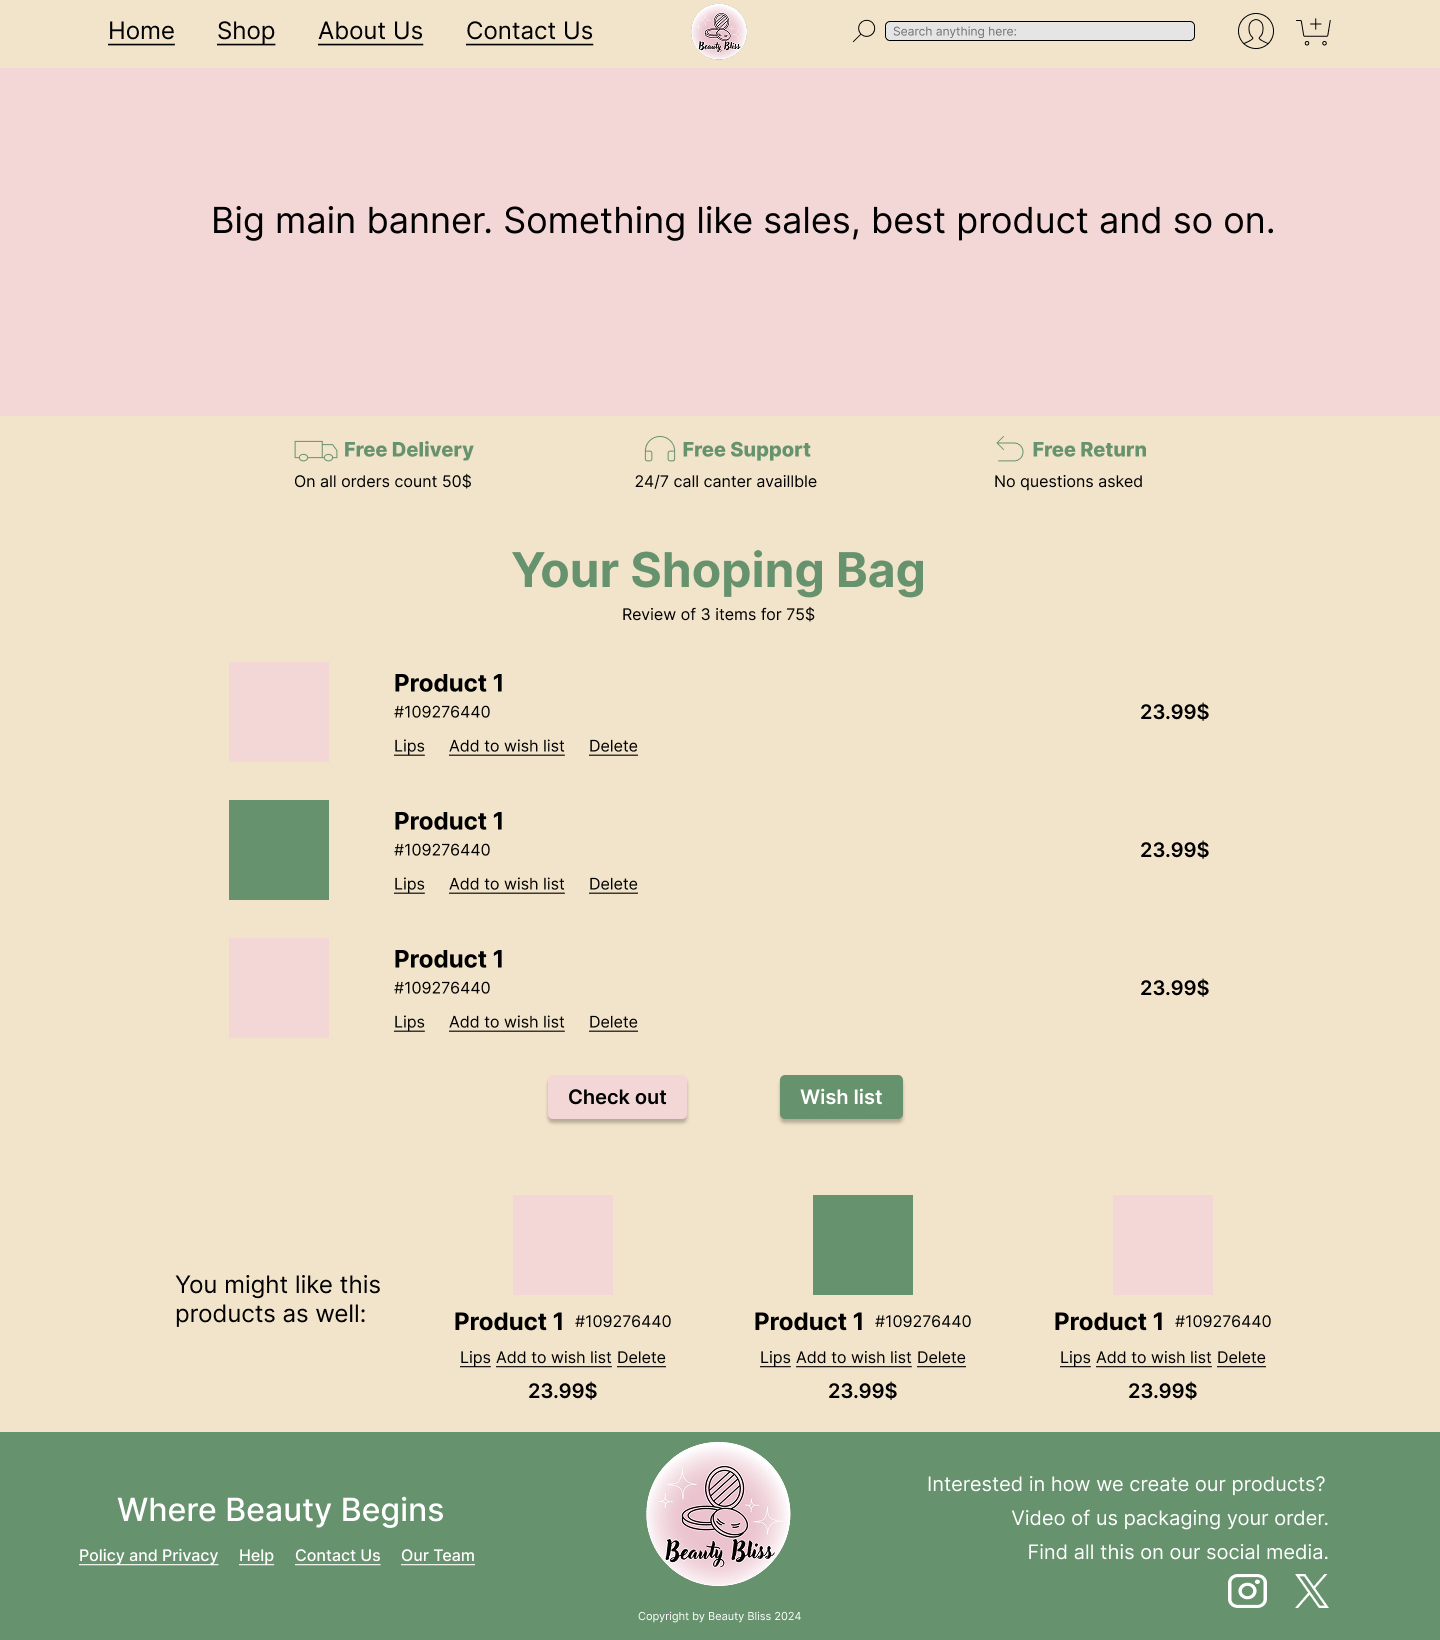 Home Shop About Us Contact Us Beauty Bliss Search anything here:
Big main banner. Something like sales, best product and so on.
Free Delivery Free Support Free Return
On all orders count 50$ 24/7 call canter availlble No questions asked
Your Shoping Bag
Review of 3 items for 75$
Product 1
#109276440 23.99$
Lips Add to wish list Delete
Product 1
#109276440 23.99$
Lips Add to wish list Delete
Product 1
#109276440 23.99$
Lips Add to wish list Delete
Check out Wish list
You might like this
products as well:
Product 1 #109276440 Product 1 #109276440 Product 1 #109276440
Lips Add to wish list Delete Lips Add to wish list Delete Lips Add to wish list Delete
23.99$ 23.99$ 23.99$
Where Beauty Begins
Policy and Privacy Help Contact Us Our Team
Beauty Bliss
Copyright by Beauty Bliss 2024
Interested in how we create our products?
Video of us packaging your order.
Find all this on our social media.